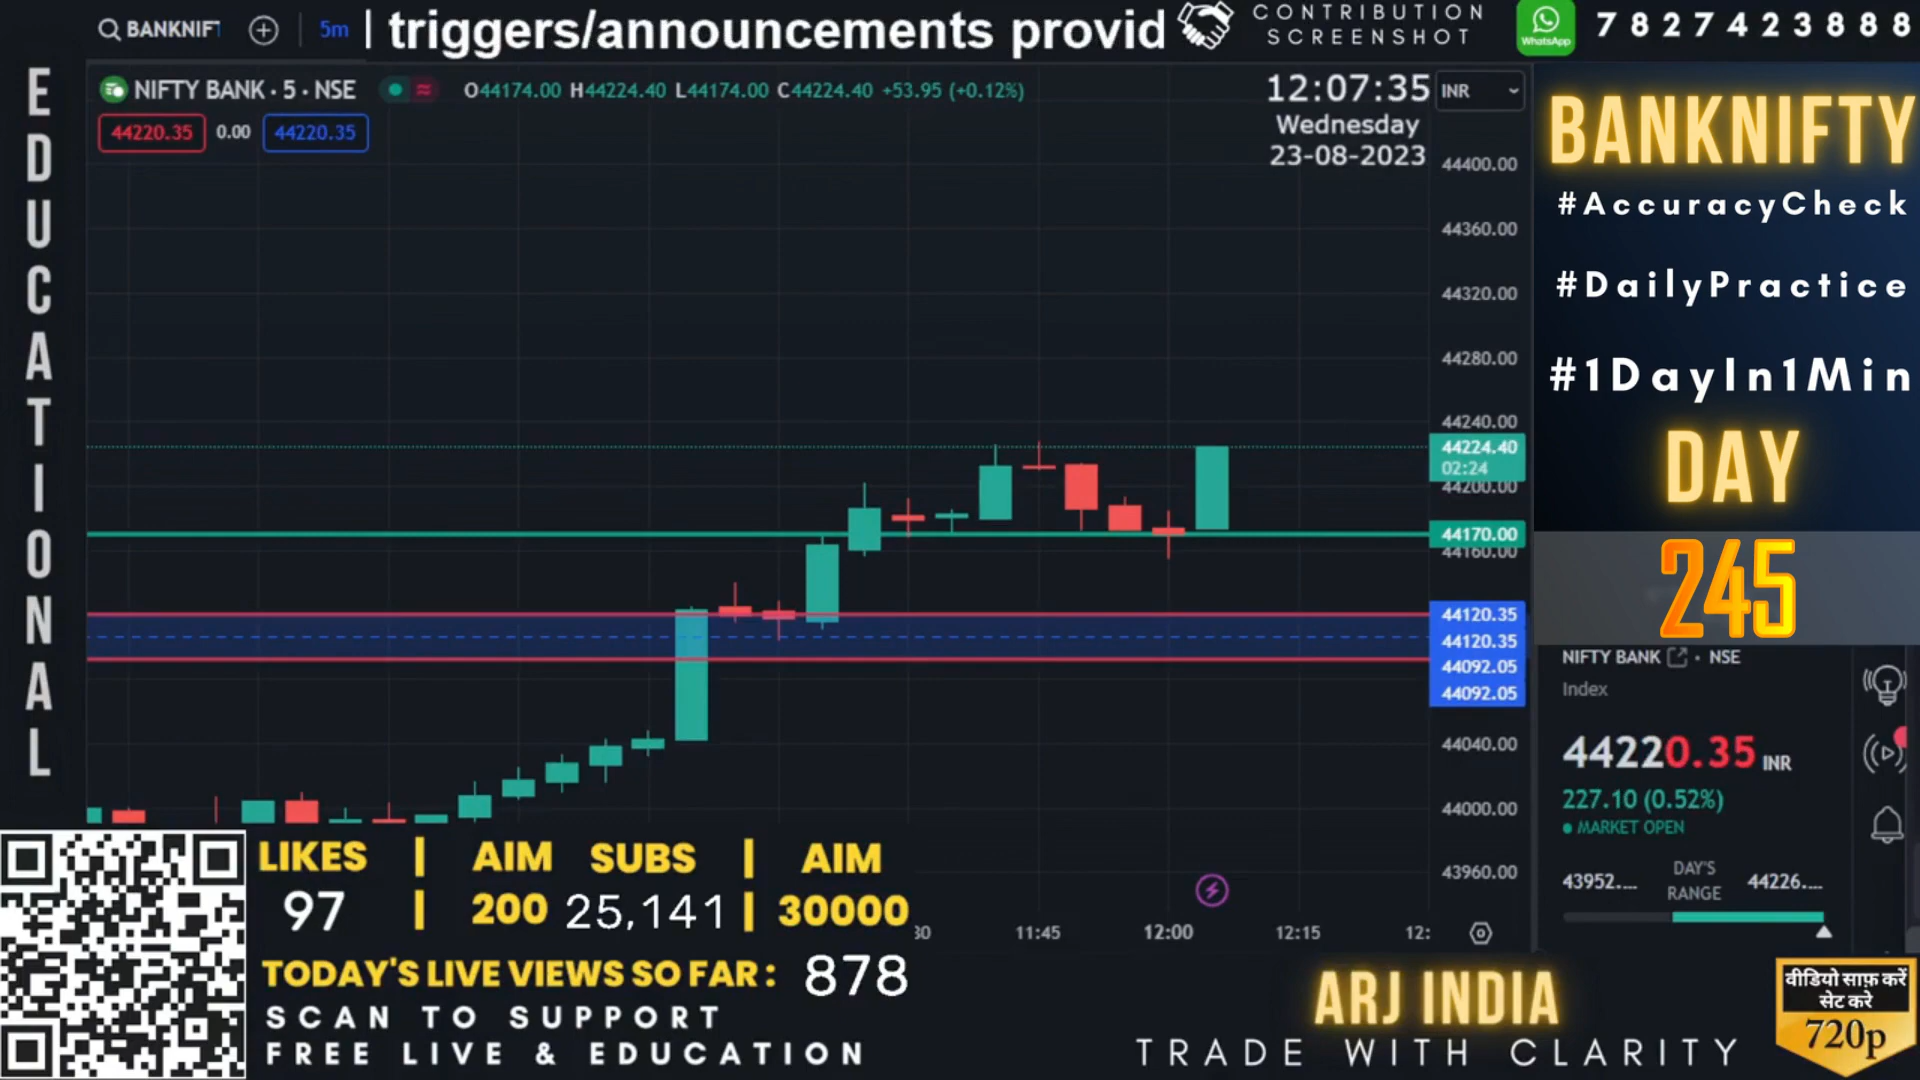 BANKNIF
5m
| triggers/announcements provid
CONTRIBUTION
SCREENSHOT
WhatsApp
7827423888
EDUCATIONAL
NIFTY BANK · 5 · NSE
O44174.00 H44224.40 L44174.00 C44224.40 +53.95 (+0.12%)
44220.35 0.00 44220.35
12:07:35
Wednesday
23-08-2023
INR
44400.00
44360.00
44320.00
44280.00
44240.00
44224.40
02:24
44200.00
44170.00
44160.00
44120.35
44120.35
44092.05
44092.05
44040.00
44000.00
43960.00
30 11:45 12:00 12:15 12:
BANKNIFTY
#AccuracyCheck
#DailyPractice
#1DayIn1Min
DAY
245
NIFTY BANK · NSE
Index
44220.35 INR
227.10 (0.52%)
MARKET OPEN
43952.... DAY'S RANGE 44226....
LIKES | AIM SUBS | AIM
97 | 200 25,141 | 30000
TODAY'S LIVE VIEWS SO FAR : 878
SCAN TO SUPPORT
FREE LIVE & EDUCATION
ARJ INDIA
TRADE WITH CLARITY
वीडियो साफ़ करें
सेट करे
720p